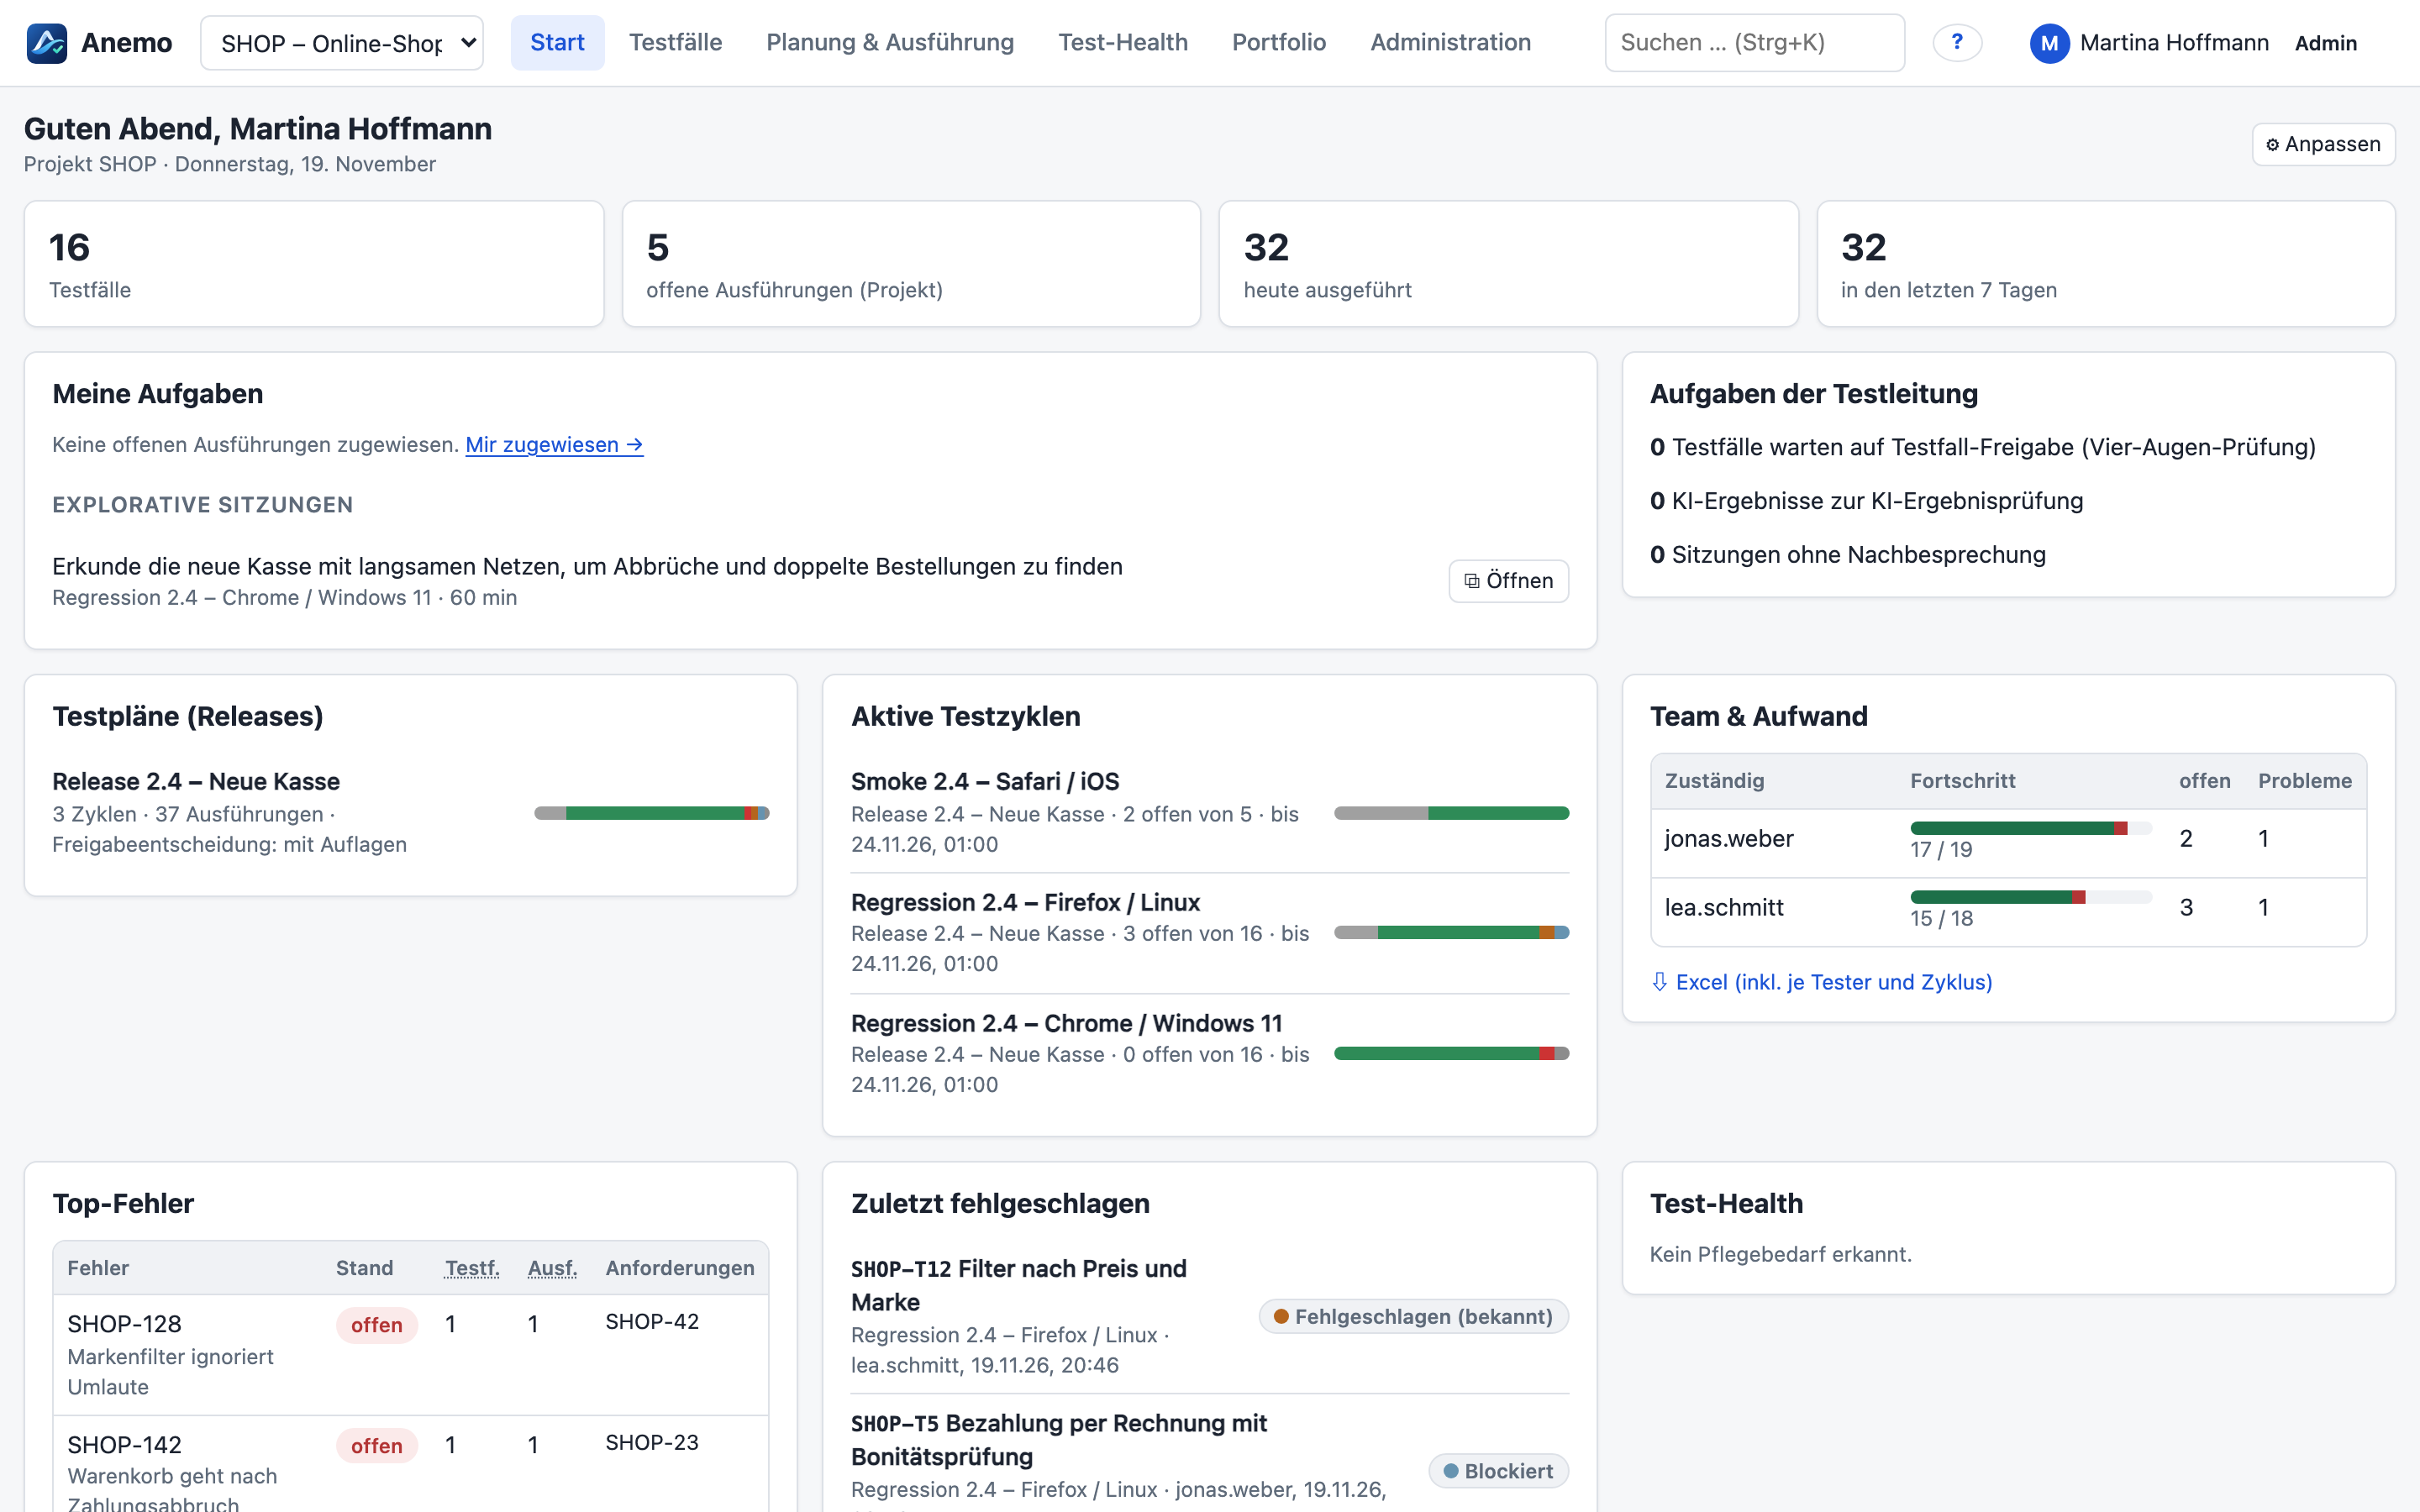 Anemo
SHOP – Online-Shop
Start
Testfälle
Planung & Ausführung
Test-Health
Portfolio
Administration
Suchen ... (Strg+K)
?
M
Martina Hoffmann
Admin
Guten Abend, Martina Hoffmann
Projekt SHOP · Donnerstag, 19. November
⚙ Anpassen
16
Testfälle
5
offene Ausführungen (Projekt)
32
heute ausgeführt
32
in den letzten 7 Tagen
Meine Aufgaben
Keine offenen Ausführungen zugewiesen. Mir zugewiesen →
EXPLORATIVE SITZUNGEN
Erkunde die neue Kasse mit langsamen Netzen, um Abbrüche und doppelte Bestellungen zu finden
Regression 2.4 – Chrome / Windows 11 · 60 min
Öffnen
Aufgaben der Testleitung
0 Testfälle warten auf Testfall-Freigabe (Vier-Augen-Prüfung)
0 KI-Ergebnisse zur KI-Ergebnisprüfung
0 Sitzungen ohne Nachbesprechung
Testpläne (Releases)
Release 2.4 – Neue Kasse
3 Zyklen · 37 Ausführungen ·
Freigabeentscheidung: mit Auflagen
Aktive Testzyklen
Smoke 2.4 – Safari / iOS
Release 2.4 – Neue Kasse · 2 offen von 5 · bis
24.11.26, 01:00
Regression 2.4 – Firefox / Linux
Release 2.4 – Neue Kasse · 3 offen von 16 · bis
24.11.26, 01:00
Regression 2.4 – Chrome / Windows 11
Release 2.4 – Neue Kasse · 0 offen von 16 · bis
24.11.26, 01:00
Team & Aufwand
Zuständig Fortschritt offen Probleme
jonas.weber 17 / 19 2 1
lea.schmitt 15 / 18 3 1
⇩ Excel (inkl. je Tester und Zyklus)
Top-Fehler
Fehler Stand Testf. Ausf. Anforderungen
SHOP-128 offen 1 1 SHOP-42
Markenfilter ignoriert
Umlaute
SHOP-142 offen 1 1 SHOP-23
Warenkorb geht nach
Zahlungsabbruch
Zuletzt fehlgeschlagen
SHOP-T12 Filter nach Preis und
Marke
Regression 2.4 – Firefox / Linux ·
lea.schmitt, 19.11.26, 20:46
Fehlgeschlagen (bekannt)
SHOP-T5 Bezahlung per Rechnung mit
Bonitätsprüfung
Regression 2.4 – Firefox / Linux · jonas.weber, 19.11.26,
Blockiert
Test-Health
Kein Pflegebedarf erkannt.